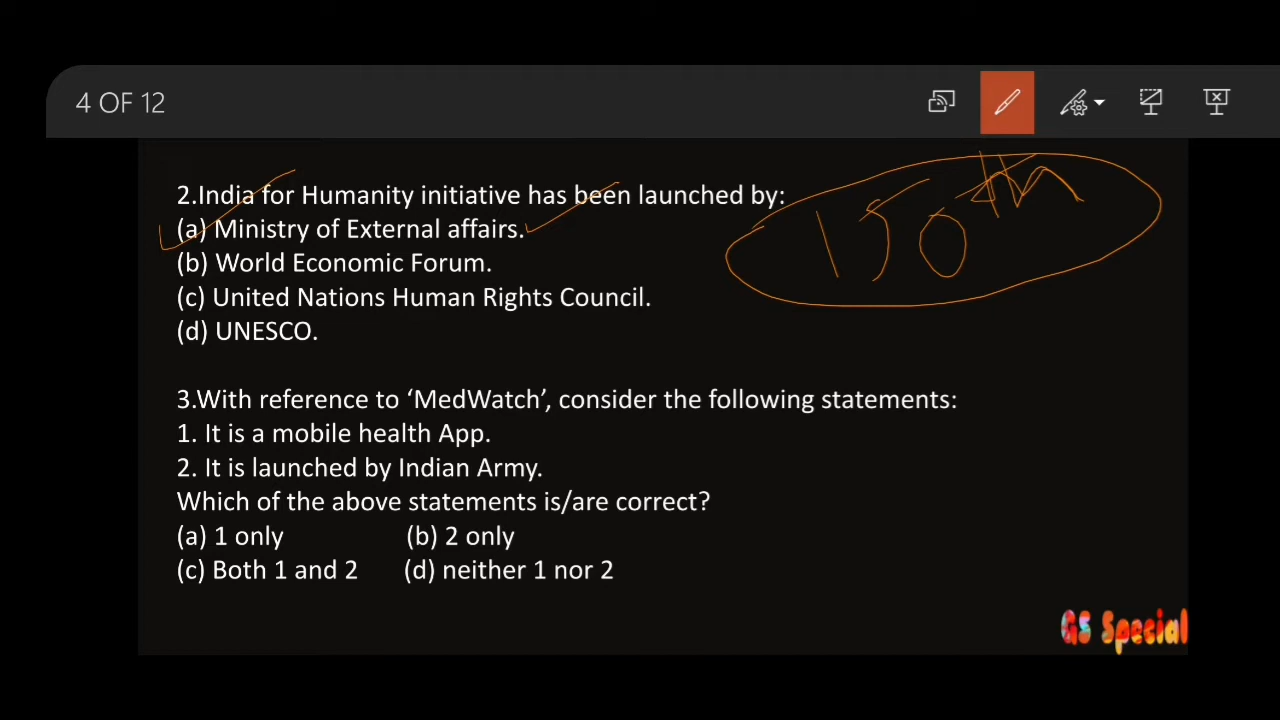 4 OF 12
2.India for Humanity initiative has been launched by:
(a) Ministry of External affairs.
150th
(b) World Economic Forum.
(c) United Nations Human Rights Council.
(d) UNESCO.
3.With reference to ‘MedWatch’, consider the following statements:
1. It is a mobile health App.
2. It is launched by Indian Army.
Which of the above statements is/are correct?
(a) 1 only (b) 2 only
(c) Both 1 and 2 (d) neither 1 nor 2
GS Special